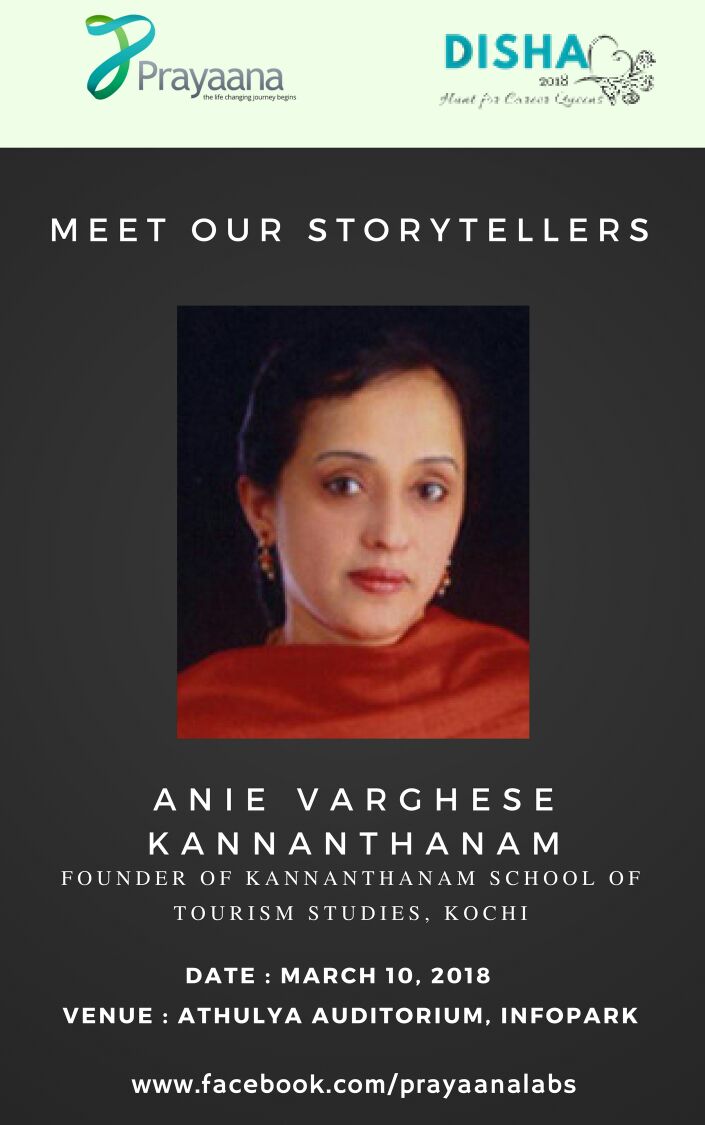 Prayaana
the life changing journey begins
DISHA
2018
Hunt for Career Queens
MEET OUR STORYTELLERS
ANIE VARGHESE
KANNANTHANAM
FOUNDER OF KANNANTHANAM SCHOOL OF
TOURISM STUDIES, KOCHI
DATE : MARCH 10, 2018
VENUE : ATHULYA AUDITORIUM, INFOPARK
www.facebook.com/prayaanalabs